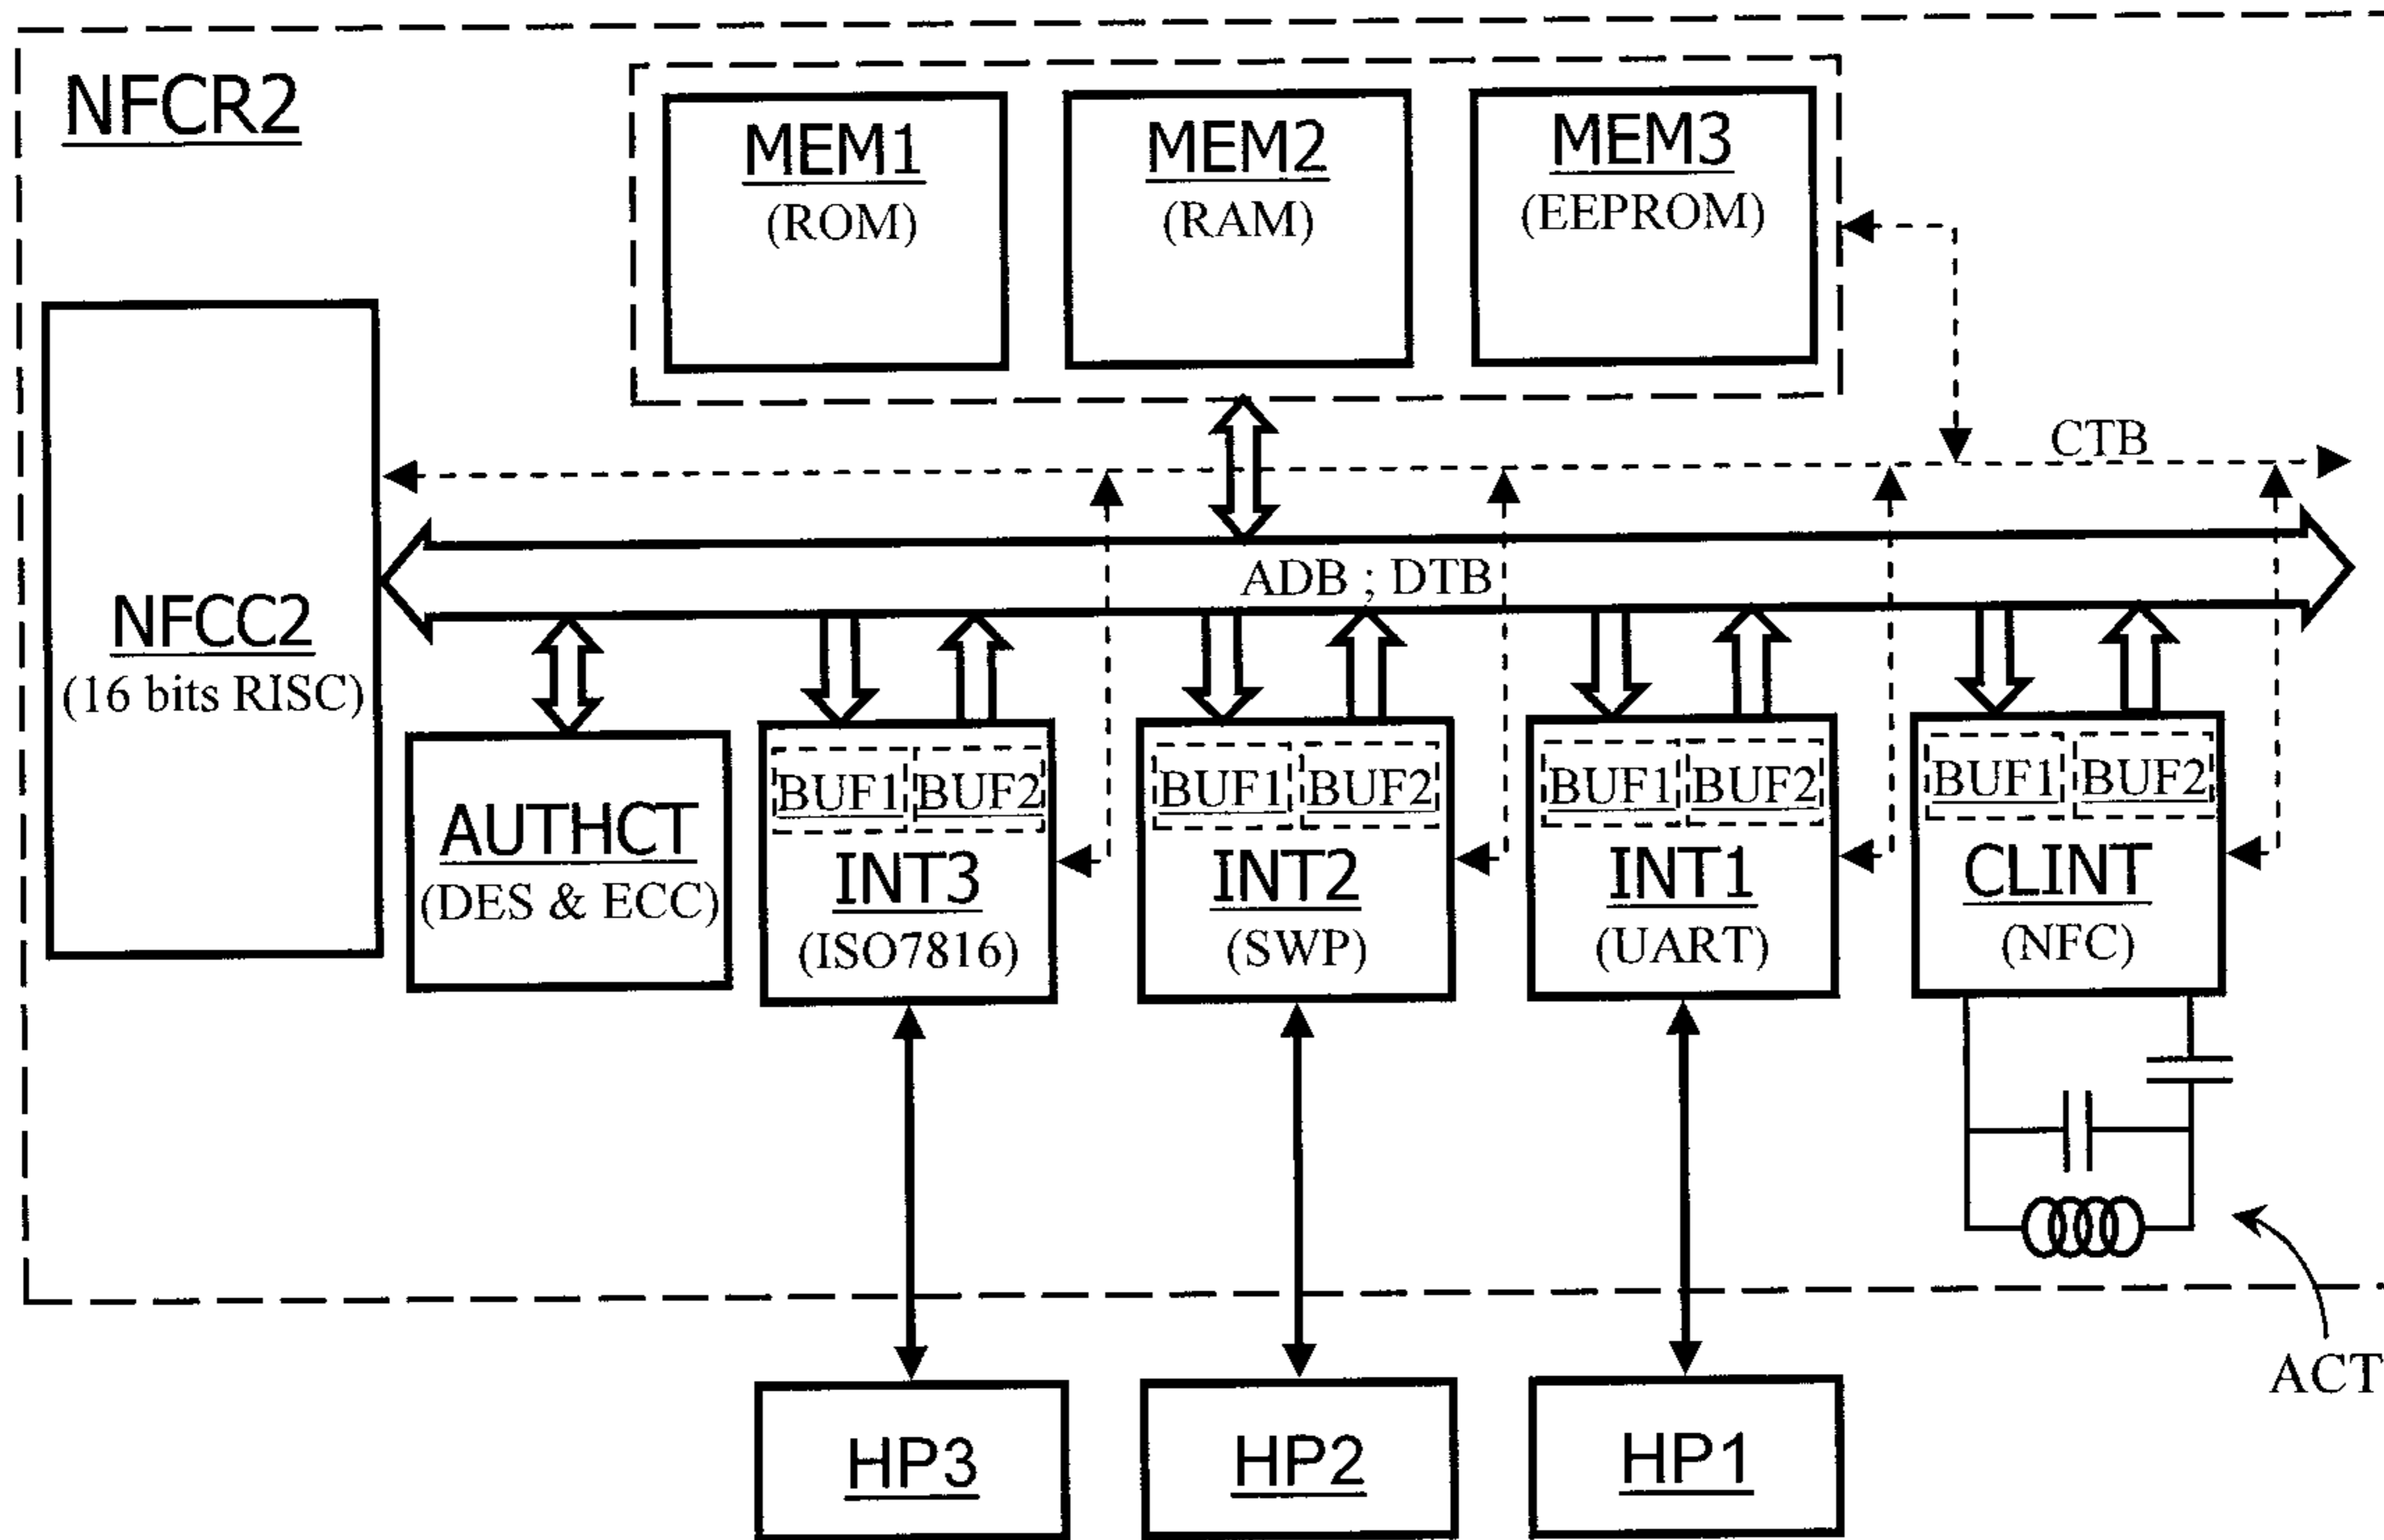 NFCR2
MEM1
(ROM)
MEM2
(RAM)
MEM3
(EEPROM)
CTB
ADB ; DTB
NFCC2
(16 bits RISC)
AUTHCT
(DES & ECC)
BUF1 BUF2
INT3
(ISO7816)
BUF1 BUF2
INT2
(SWP)
BUF1 BUF2
INT1
(UART)
BUF1 BUF2
CLINT
(NFC)
ACT
HP3
HP2
HP1